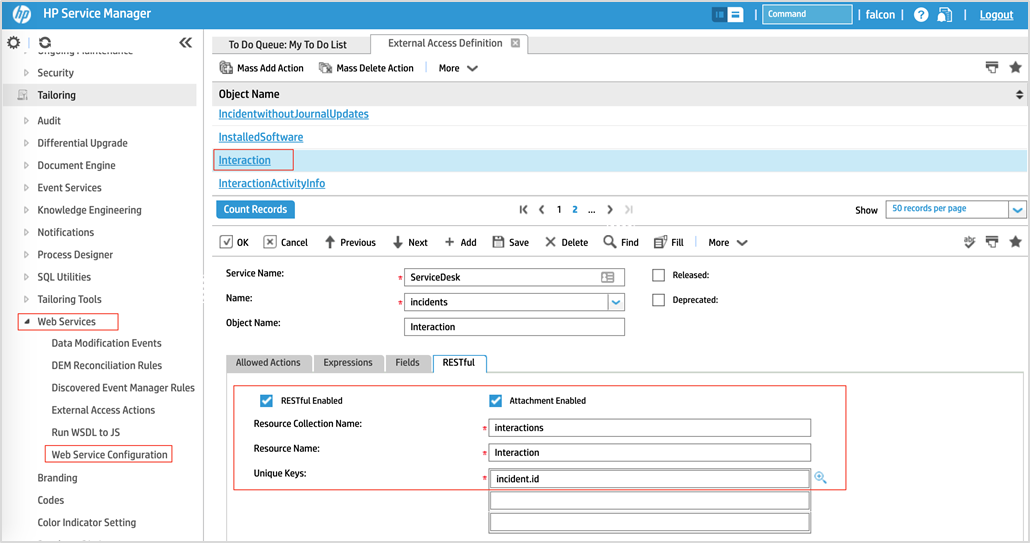 hp HP Service Manager
Command
falcon
?
Logout
Ongoing Maintenance
Security
Tailoring
Audit
Differential Upgrade
Document Engine
Event Services
Knowledge Engineering
Notifications
Process Designer
SQL Utilities
Tailoring Tools
Web Services
Data Modification Events
DEM Reconciliation Rules
Discovered Event Manager Rules
External Access Actions
Run WSDL to JS
Web Service Configuration
Branding
Codes
Color Indicator Setting
To Do Queue: My To Do List
External Access Definition
Mass Add Action
Mass Delete Action
More
Object Name
IncidentwithoutJournalUpdates
InstalledSoftware
Interaction
InteractionActivityInfo
Count Records
1 2 ...
Show
50 records per page
OK
Cancel
Previous
Next
Add
Save
Delete
Find
Fill
More
Service Name:
* ServiceDesk
Released:
Name:
* incidents
Deprecated:
Object Name:
Interaction
Allowed Actions
Expressions
Fields
RESTful
RESTful Enabled
Attachment Enabled
Resource Collection Name:
* interactions
Resource Name:
* Interaction
Unique Keys:
* incident.id